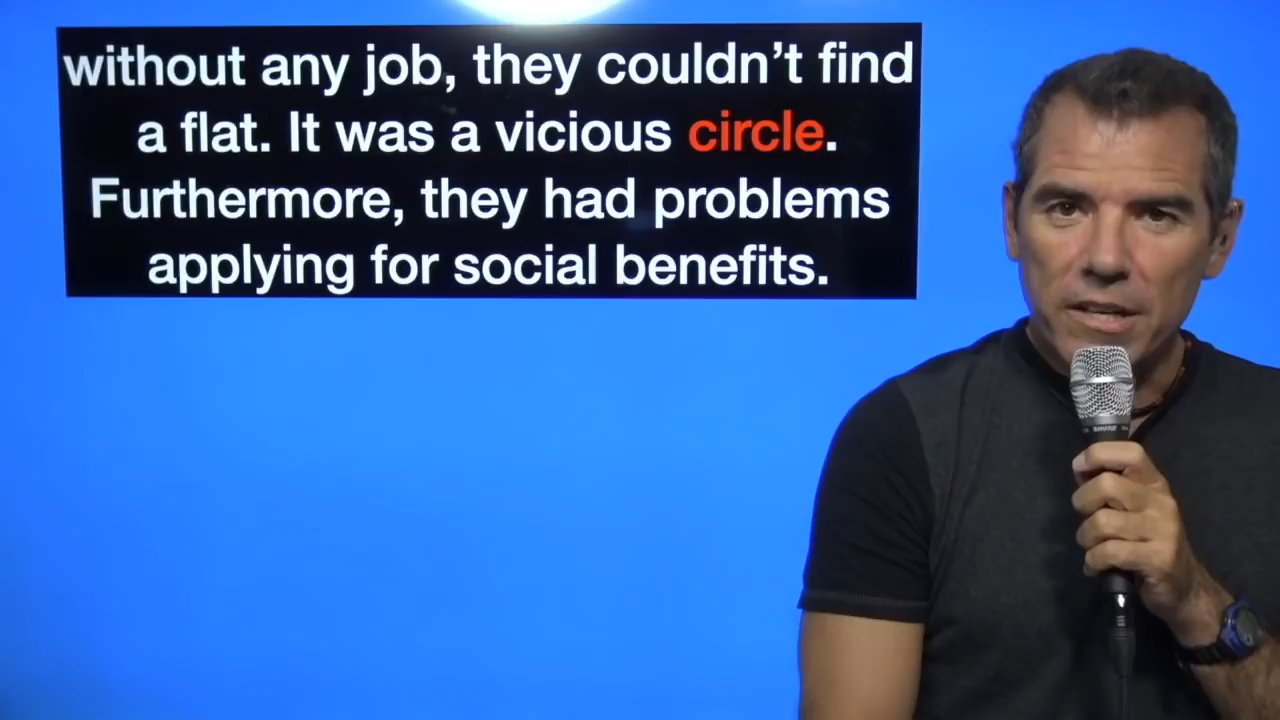 without any job, they couldn’t find
a flat. It was a vicious circle.
Furthermore, they had problems
applying for social benefits.
SHURE